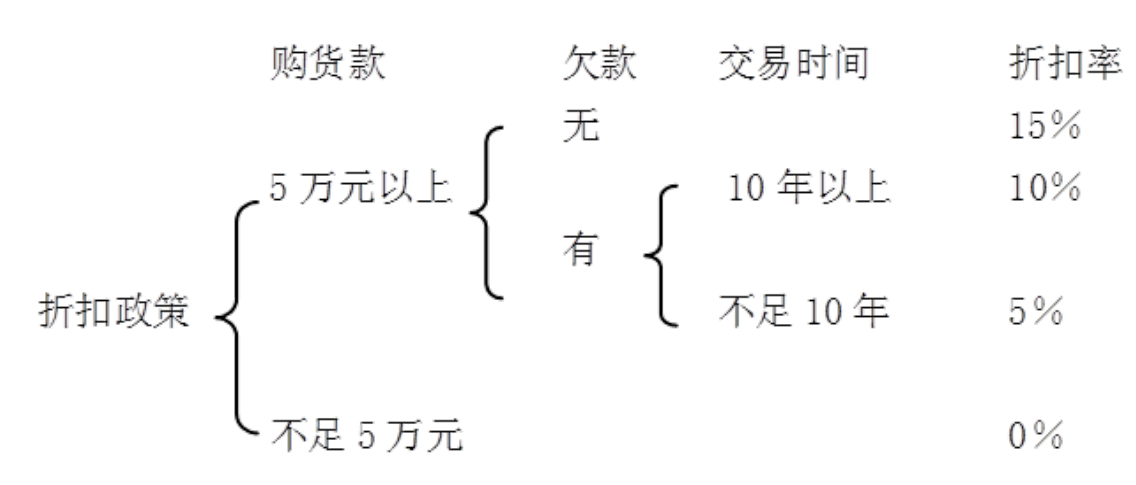 购货款 欠款 交易时间 折扣率
无 15%
5 万元以上 10 年以上 10%
有
折扣政策 不足 10 年 5%
不足 5 万元 0%